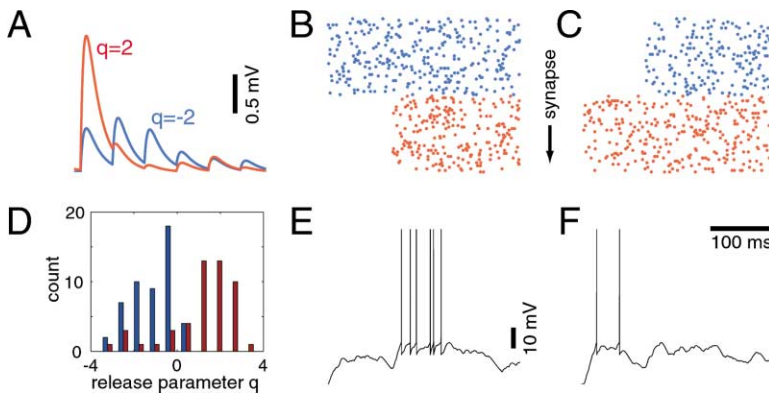 A
q=2
q=-2
0.5 mV
B
C
synapse
D
20
10
0
count
-4
0
4
release parameter q
E
10 mV
F
100 ms